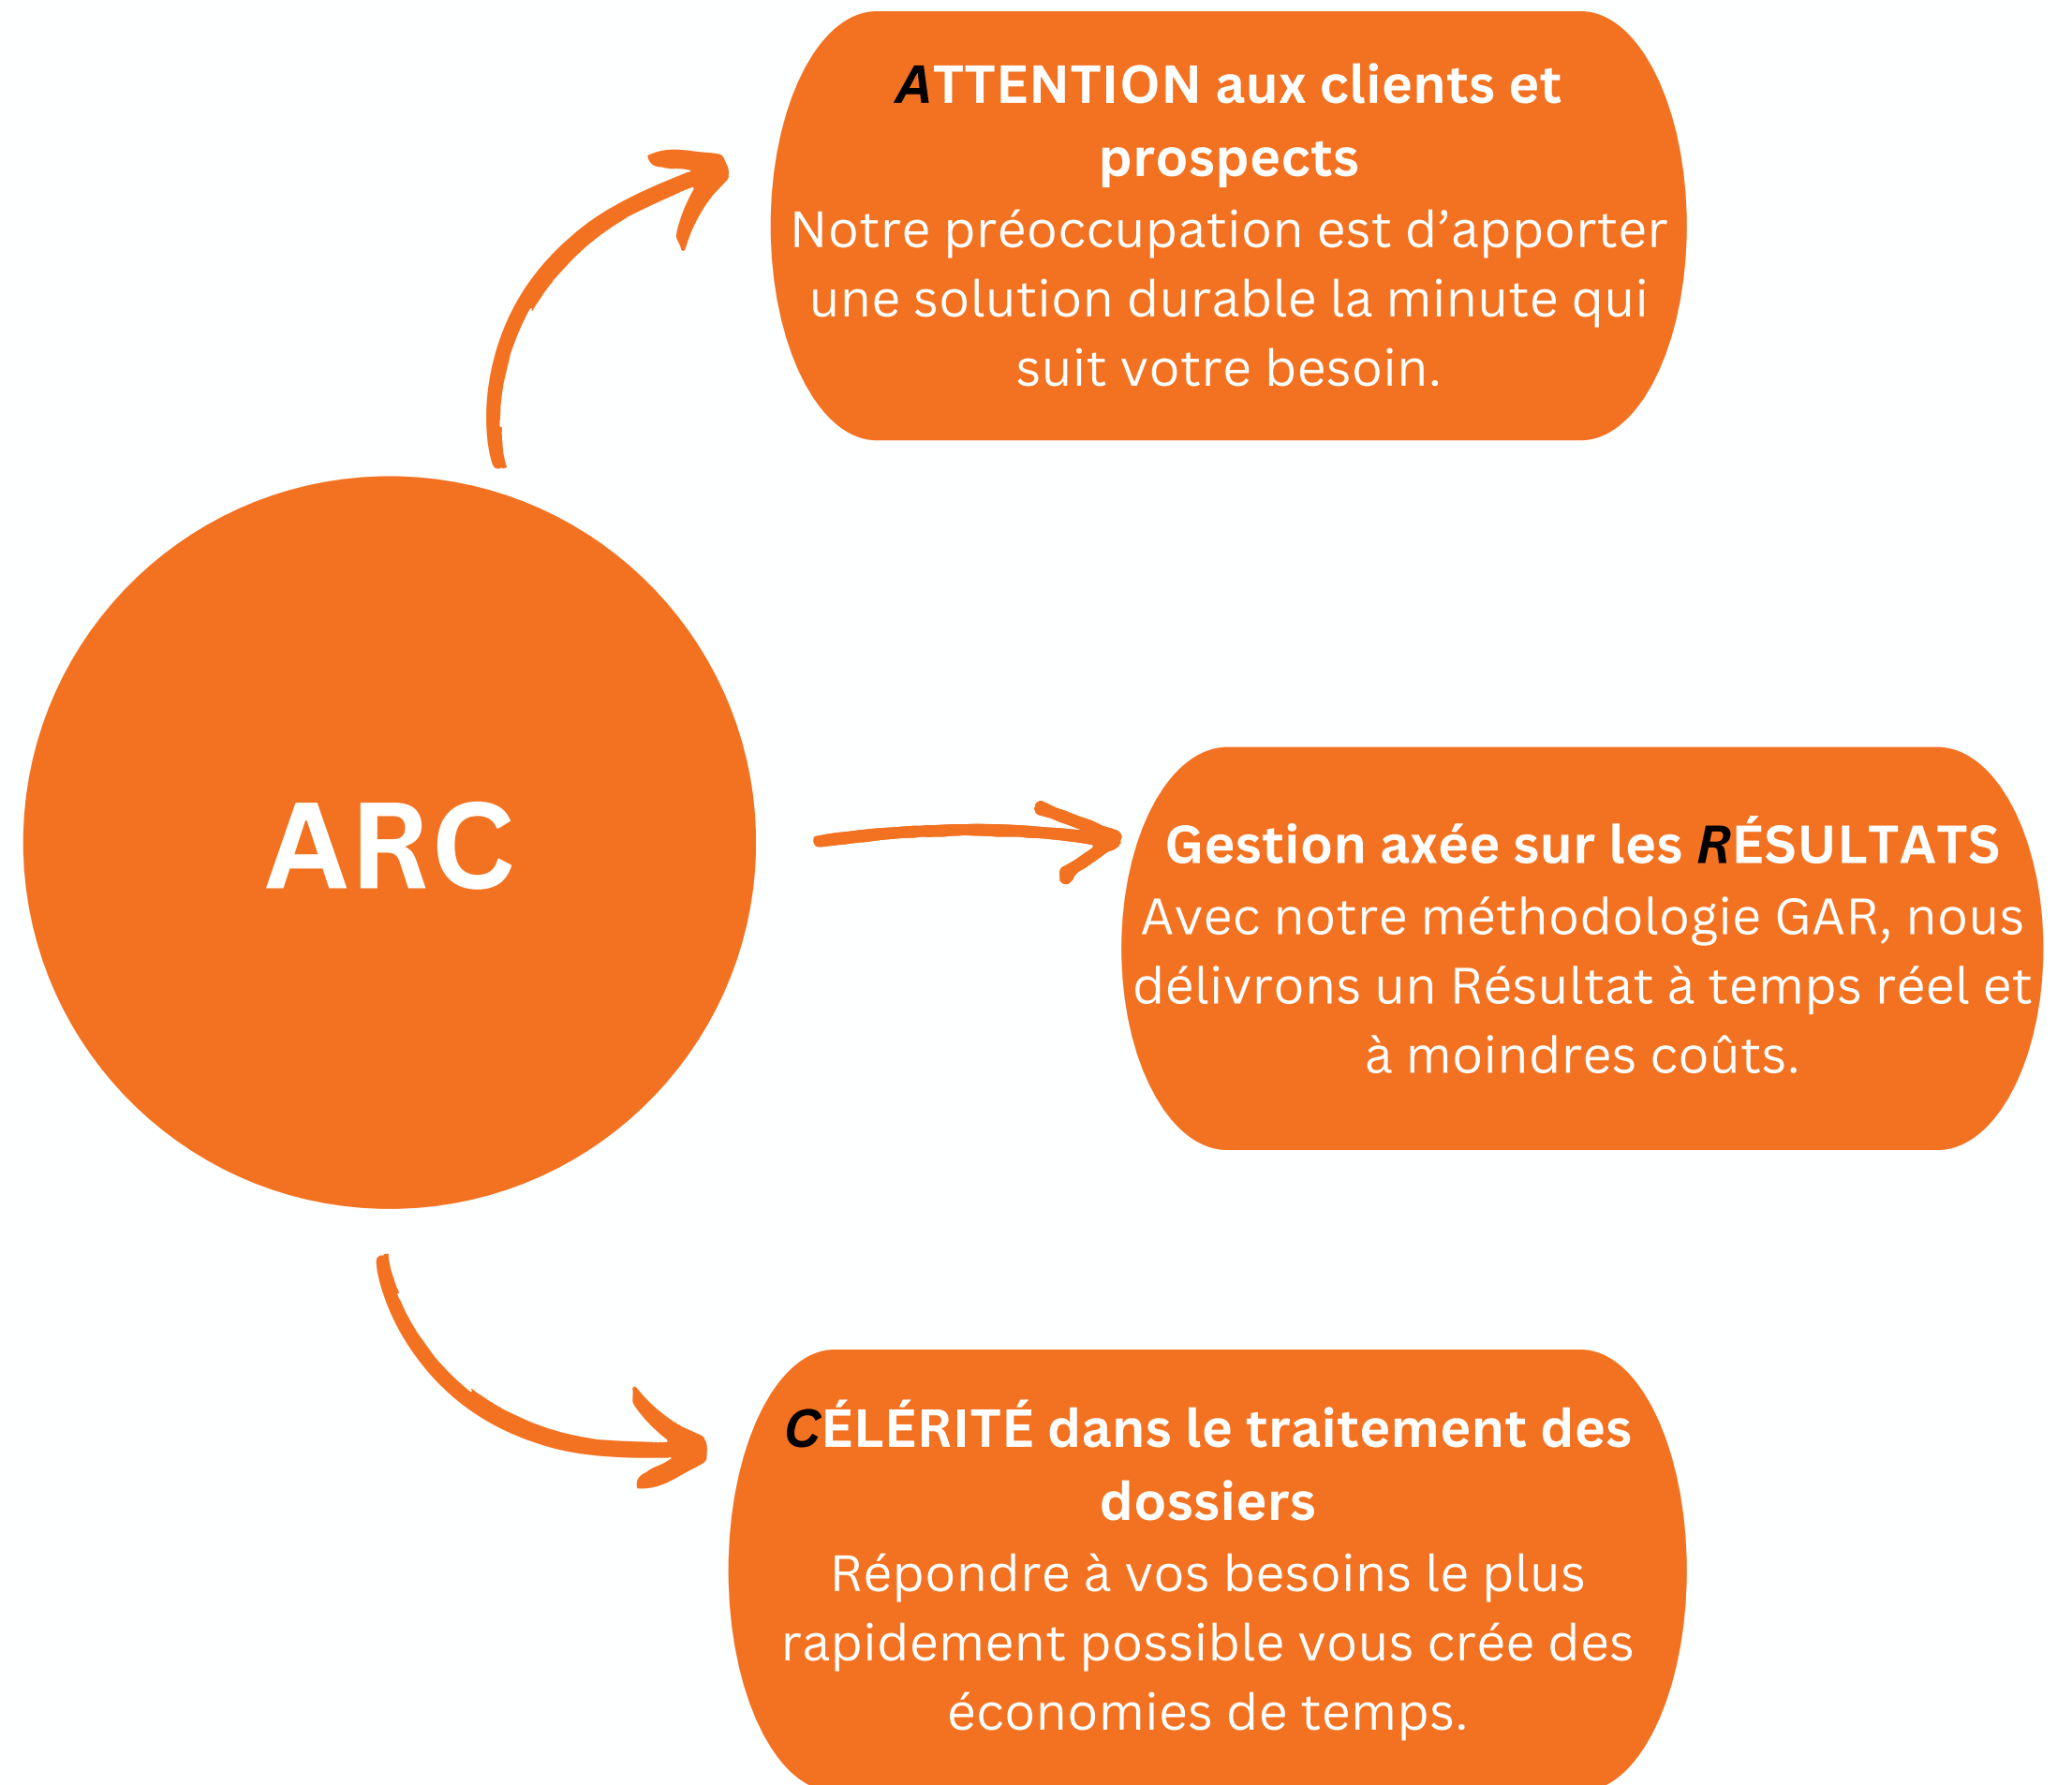 ATTENTION aux clients et
prospects
Notre préoccupation est d’apporter
une solution durable la minute qui
suit votre besoin.
ARC
Gestion axée sur les RÉSULTATS
Avec notre méthodologie GAR, nous
délivrons un Résultat à temps réel et
à moindres coûts.
CÉLÉRITÉ dans le traitement des
dossiers
Répondre à vos besoins le plus
rapidement possible vous crée des
économies de temps.